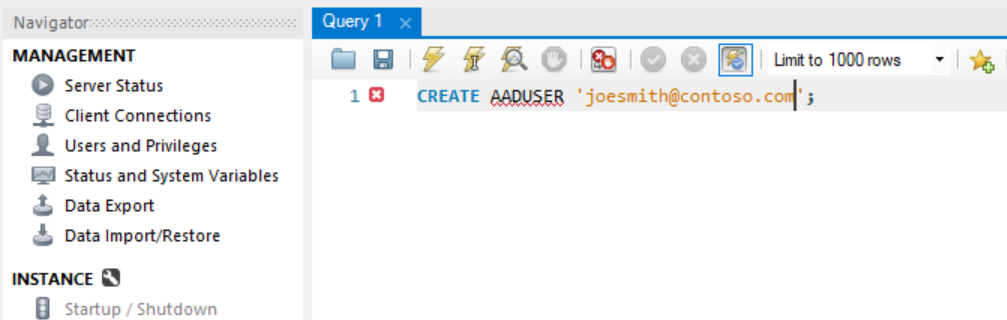 Navigator
MANAGEMENT
Server Status
Client Connections
Users and Privileges
Status and System Variables
Data Export
Data Import/Restore
INSTANCE
Startup / Shutdown
Query 1
Limit to 1000 rows
1 CREATE AADUSER 'joesmith@contoso.com';